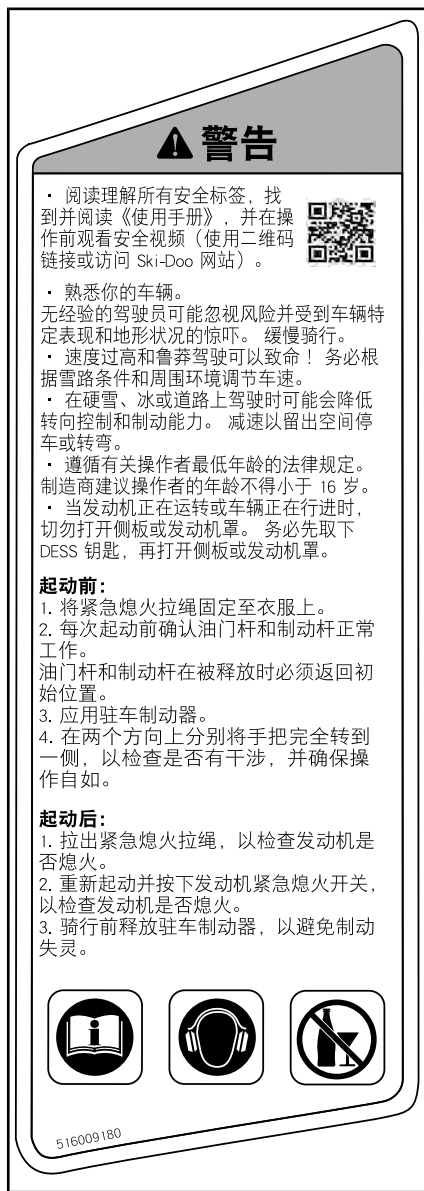 警告
· 阅读理解所有安全标签，找
到并阅读《使用手册》，并在操
作前观看安全视频（使用二维码
链接或访问 Ski-Doo 网站）。
· 熟悉你的车辆。
无经验的驾驶员可能忽视风险并受到车辆特
定表现和地形状况的惊吓。 缓慢骑行。
· 速度过高和鲁莽驾驶可以致命！ 务必根
据雪路条件和周围环境调节车速。
· 在硬雪、冰或道路上驾驶时可能会降低
转向控制和制动能力。 减速以留出空间停
车或转弯。
· 遵循有关操作者最低年龄的法律规定。
制造商建议操作者的年龄不得小于 16 岁。
· 当发动机正在运转或车辆正在行进时，
切勿打开侧板或发动机罩。 务必先取下
DESS 钥匙，再打开侧板或发动机罩。
起动前：
1. 将紧急熄火拉绳固定至衣服上。
2. 每次起动前确认油门杆和制动杆正常
工作。
油门杆和制动杆在被释放时必须返回初
始位置。
3. 应用驻车制动器。
4. 在两个方向上分别将手把完全转到
一侧，以检查是否有干涉，并确保操
作自如。
起动后：
1. 拉出紧急熄火拉绳，以检查发动机是
否熄火。
2. 重新起动并按下发动机紧急熄火开关，
以检查发动机是否熄火。
3. 骑行前释放驻车制动器，以避免制动
失灵。
516009180